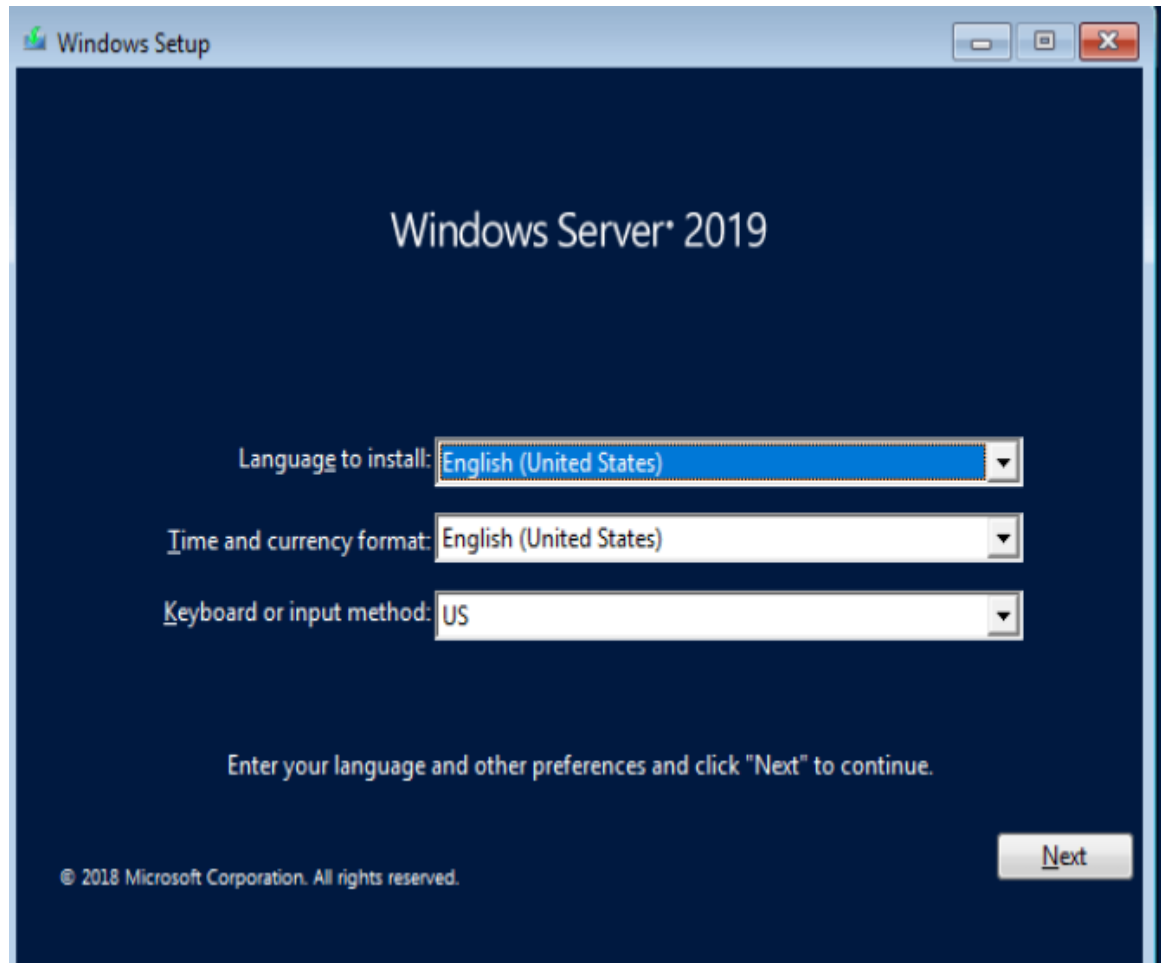 Windows Setup
Windows Server® 2019
Language to install: English (United States)
Time and currency format: English (United States)
Keyboard or input method: US
Enter your language and other preferences and click "Next" to continue.
Next
© 2018 Microsoft Corporation. All rights reserved.